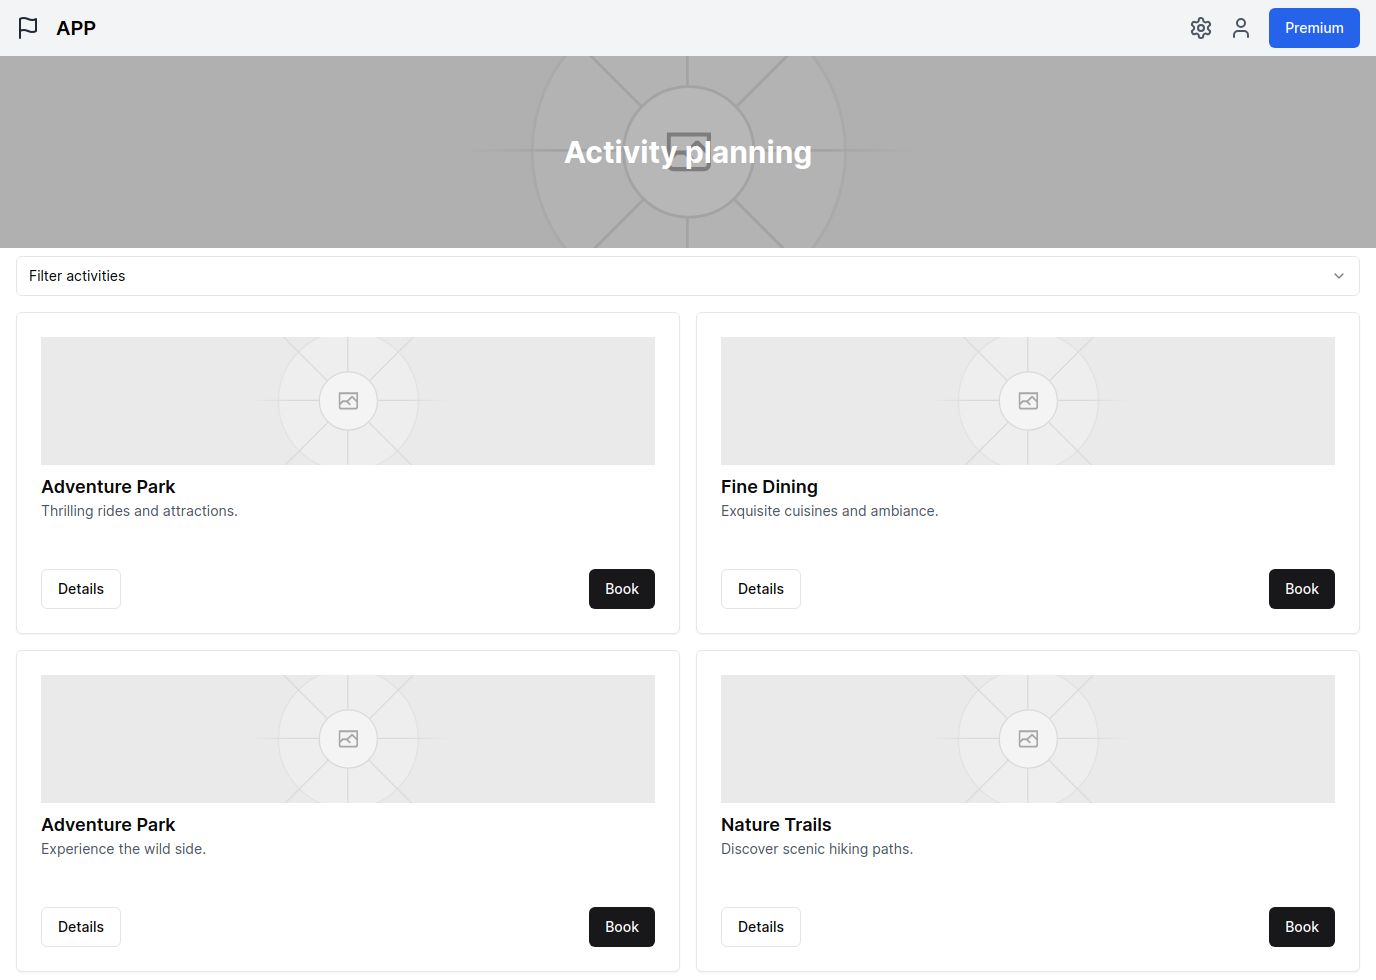 APP
Premium
Activity planning
Filter activities
Adventure Park
Thrilling rides and attractions.
Details
Book
Fine Dining
Exquisite cuisines and ambiance.
Details
Book
Adventure Park
Experience the wild side.
Details
Book
Nature Trails
Discover scenic hiking paths.
Details
Book